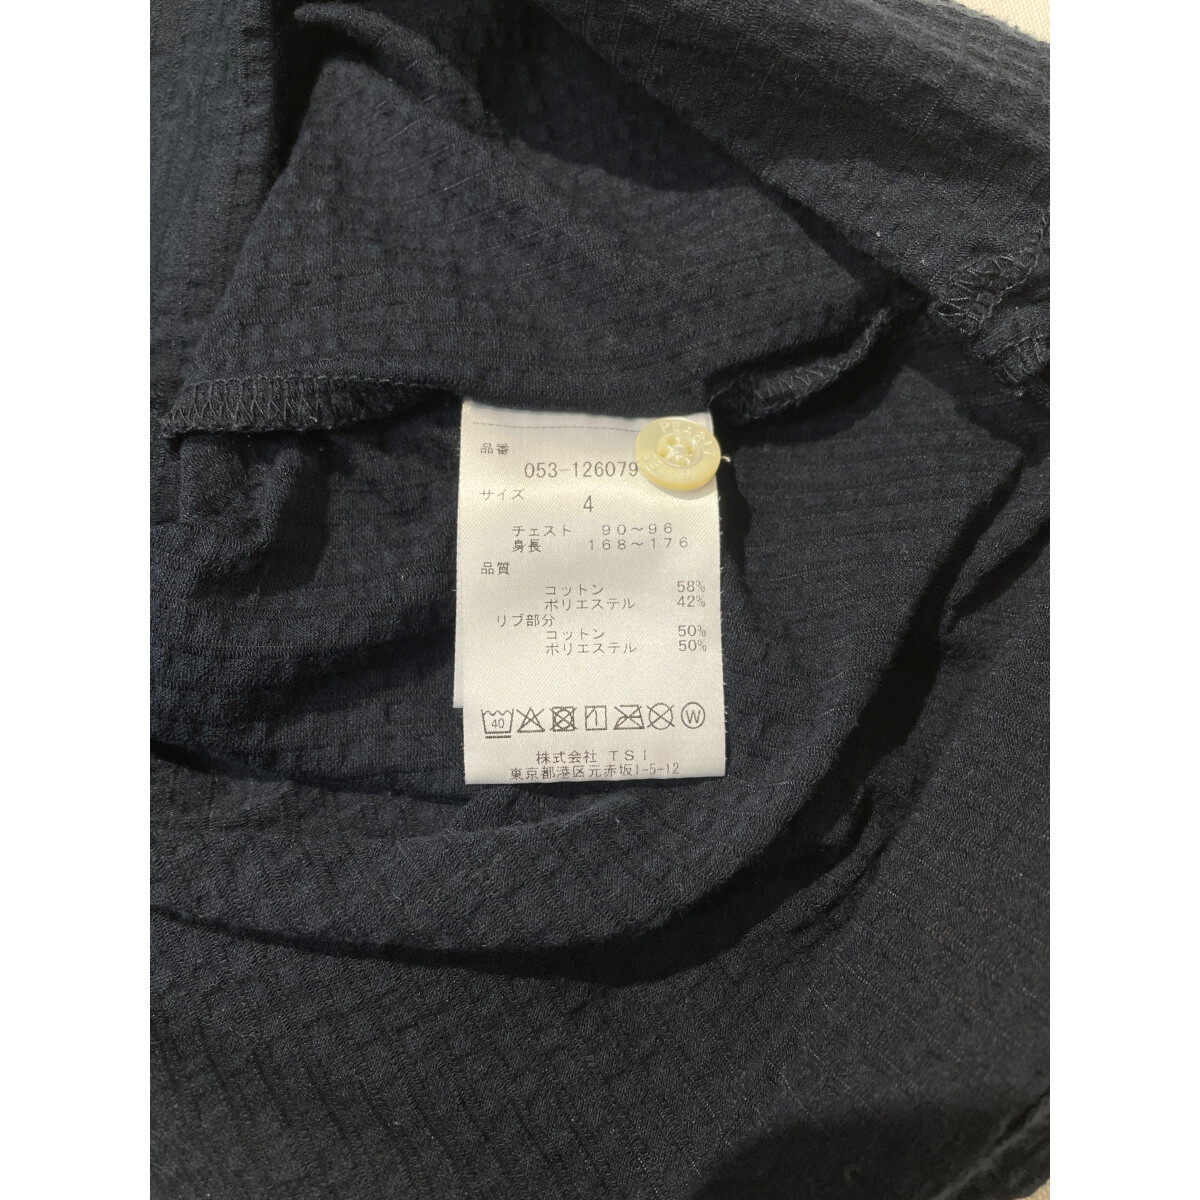 品番
053-126079
サイズ
4
チェスト 90~96
身長 168~176
品質
コットン 58%
ポリエステル 42%
リブ部分
コットン 50%
ポリエステル 50%
40
W
株式会社 TSI
東京都港区元赤坂1-5-12
PEARLY